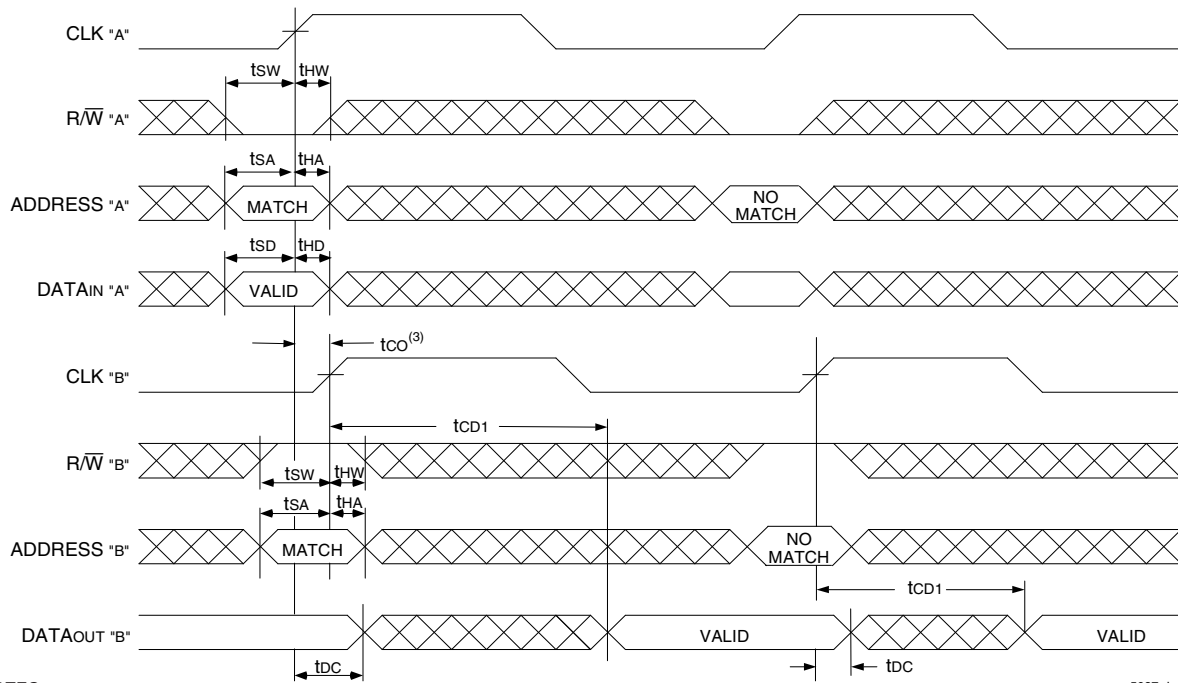 CLK "A"
tSW tHW
R/W̅ "A"
tSA tHA
ADDRESS "A" MATCH NO MATCH
tSD tHD
DATAIN "A" VALID
tCO(3)
CLK "B"
tCD1
R/W̅ "B"
tSW tHW
tSA tHA
ADDRESS "B" MATCH NO MATCH
tCD1
DATAOUT "B" VALID VALID
tDC tDC